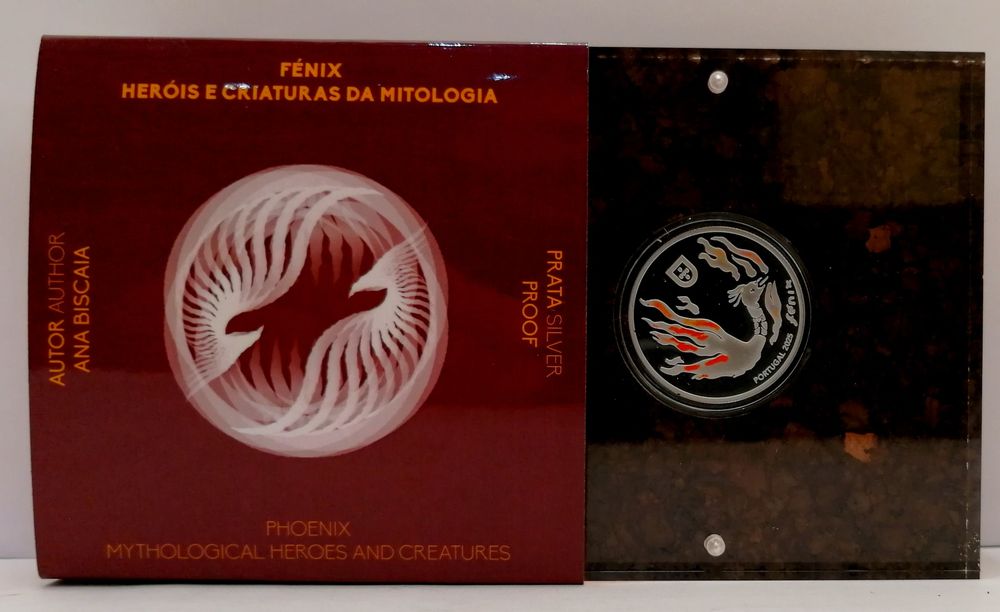 FÉNIX
HERÓIS E CRIATURAS DA MITOLOGIA
AUTOR AUTHOR
ANA BISCAIA
PRATA SILVER
PROOF
PHOENIX
MYTHOLOGICAL HEROES AND CREATURES
fénix
PORTUGAL 2025